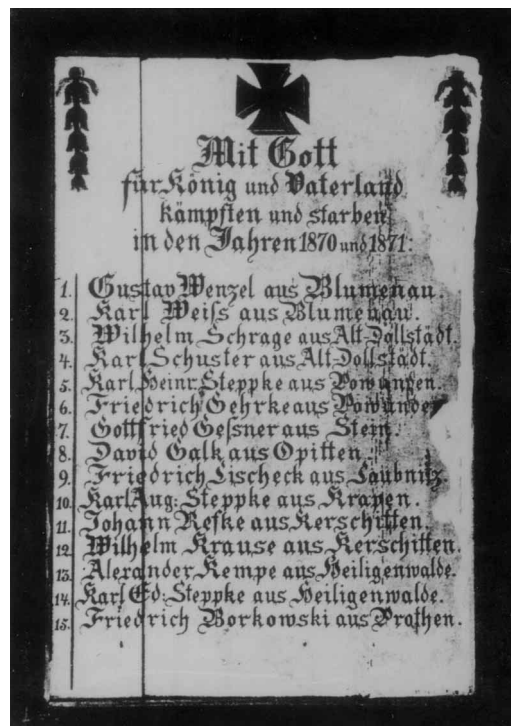 Mit Gott
für König und Vaterland
kämpften und starben
in den Jahren 1870 und 1871:
1. Gustav Wenzel aus Blumenau.
2. Karl Weiss aus Blumenau.
3. Wilhelm Schrage aus Alt-Dollstädt.
4. Karl Schuster aus Alt-Dollstädt.
5. Karl Heinr. Steppke aus Powunden.
6. Friedrich Gehrke aus Powunden
7. Gottfried Gessner aus Stein.
8. David Galk aus Opitten.
9. Friedrich Lischeck aus Taubnitz
10. Karl Aug: Steppke aus Krapen.
11. Johann Refke aus Kerschitten.
12. Wilhelm Krause aus Kerschitten.
13. Alexander Kempe aus Heiligenwalde.
14. Karl Ed: Steppke aus Heiligenwalde.
15. Friedrich Borkowski aus Prothen.